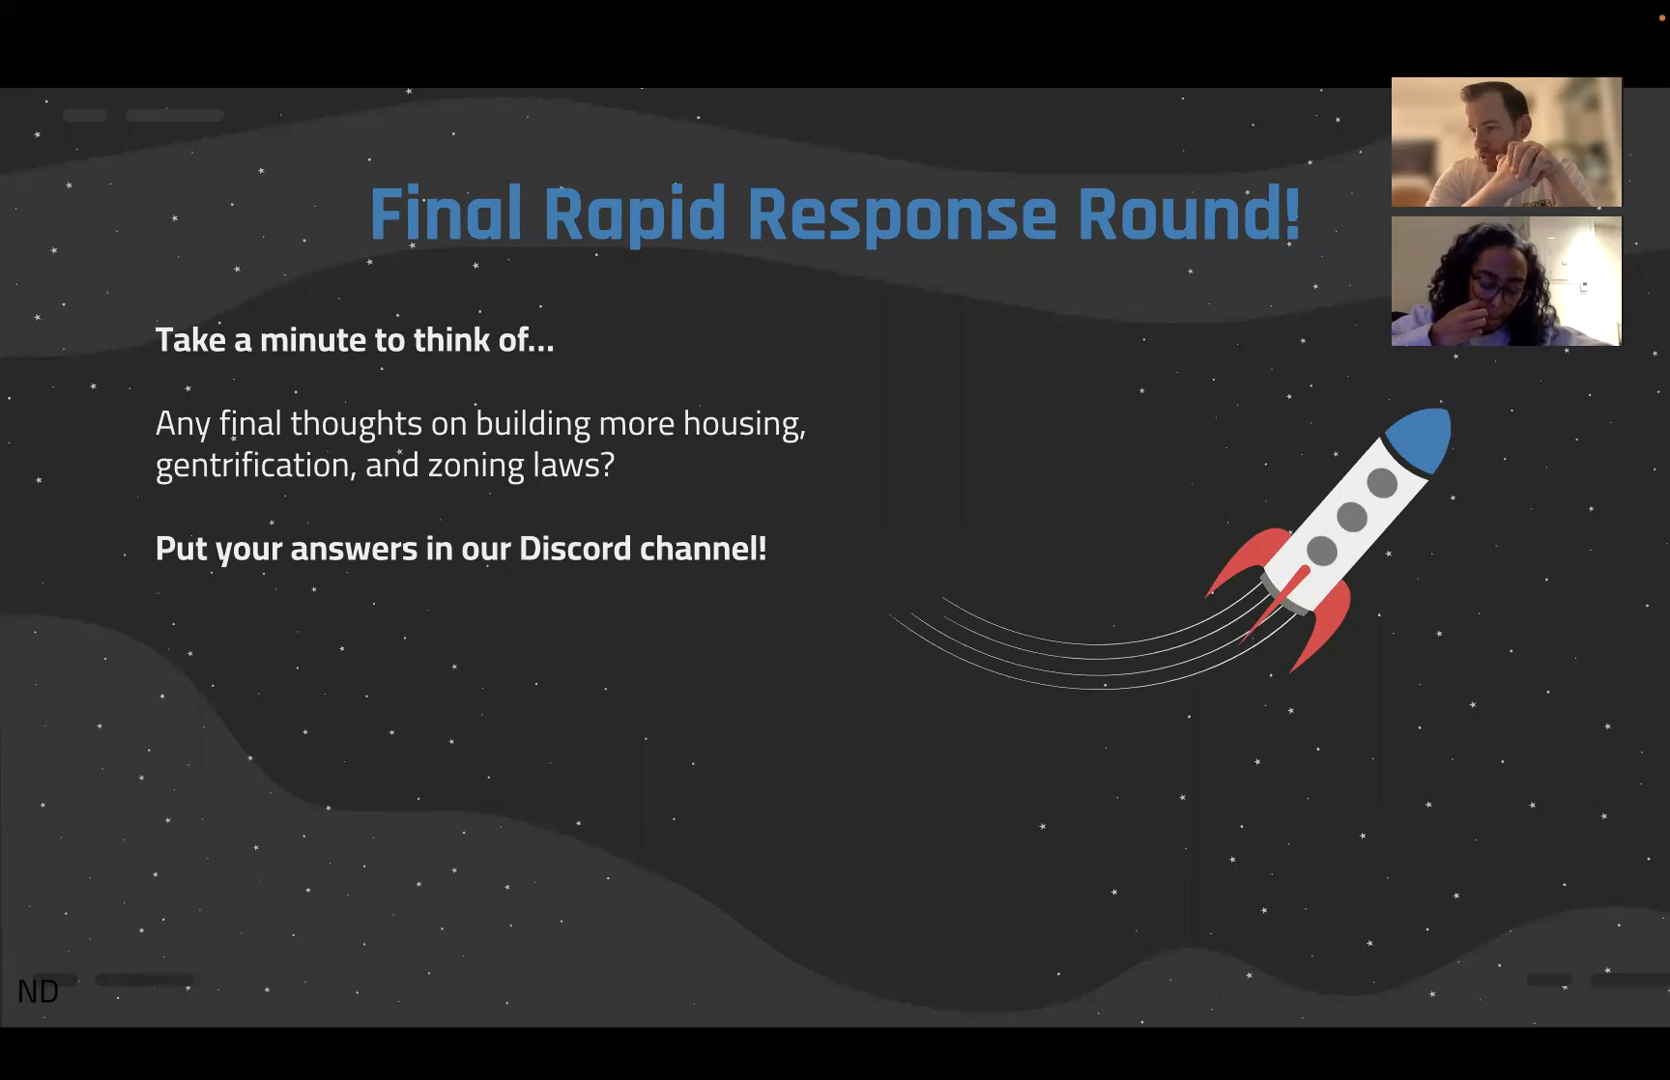 Final Rapid Response Round!
Take a minute to think of...
Any final thoughts on building more housing,
gentrification, and zoning laws?
Put your answers in our Discord channel!
ND